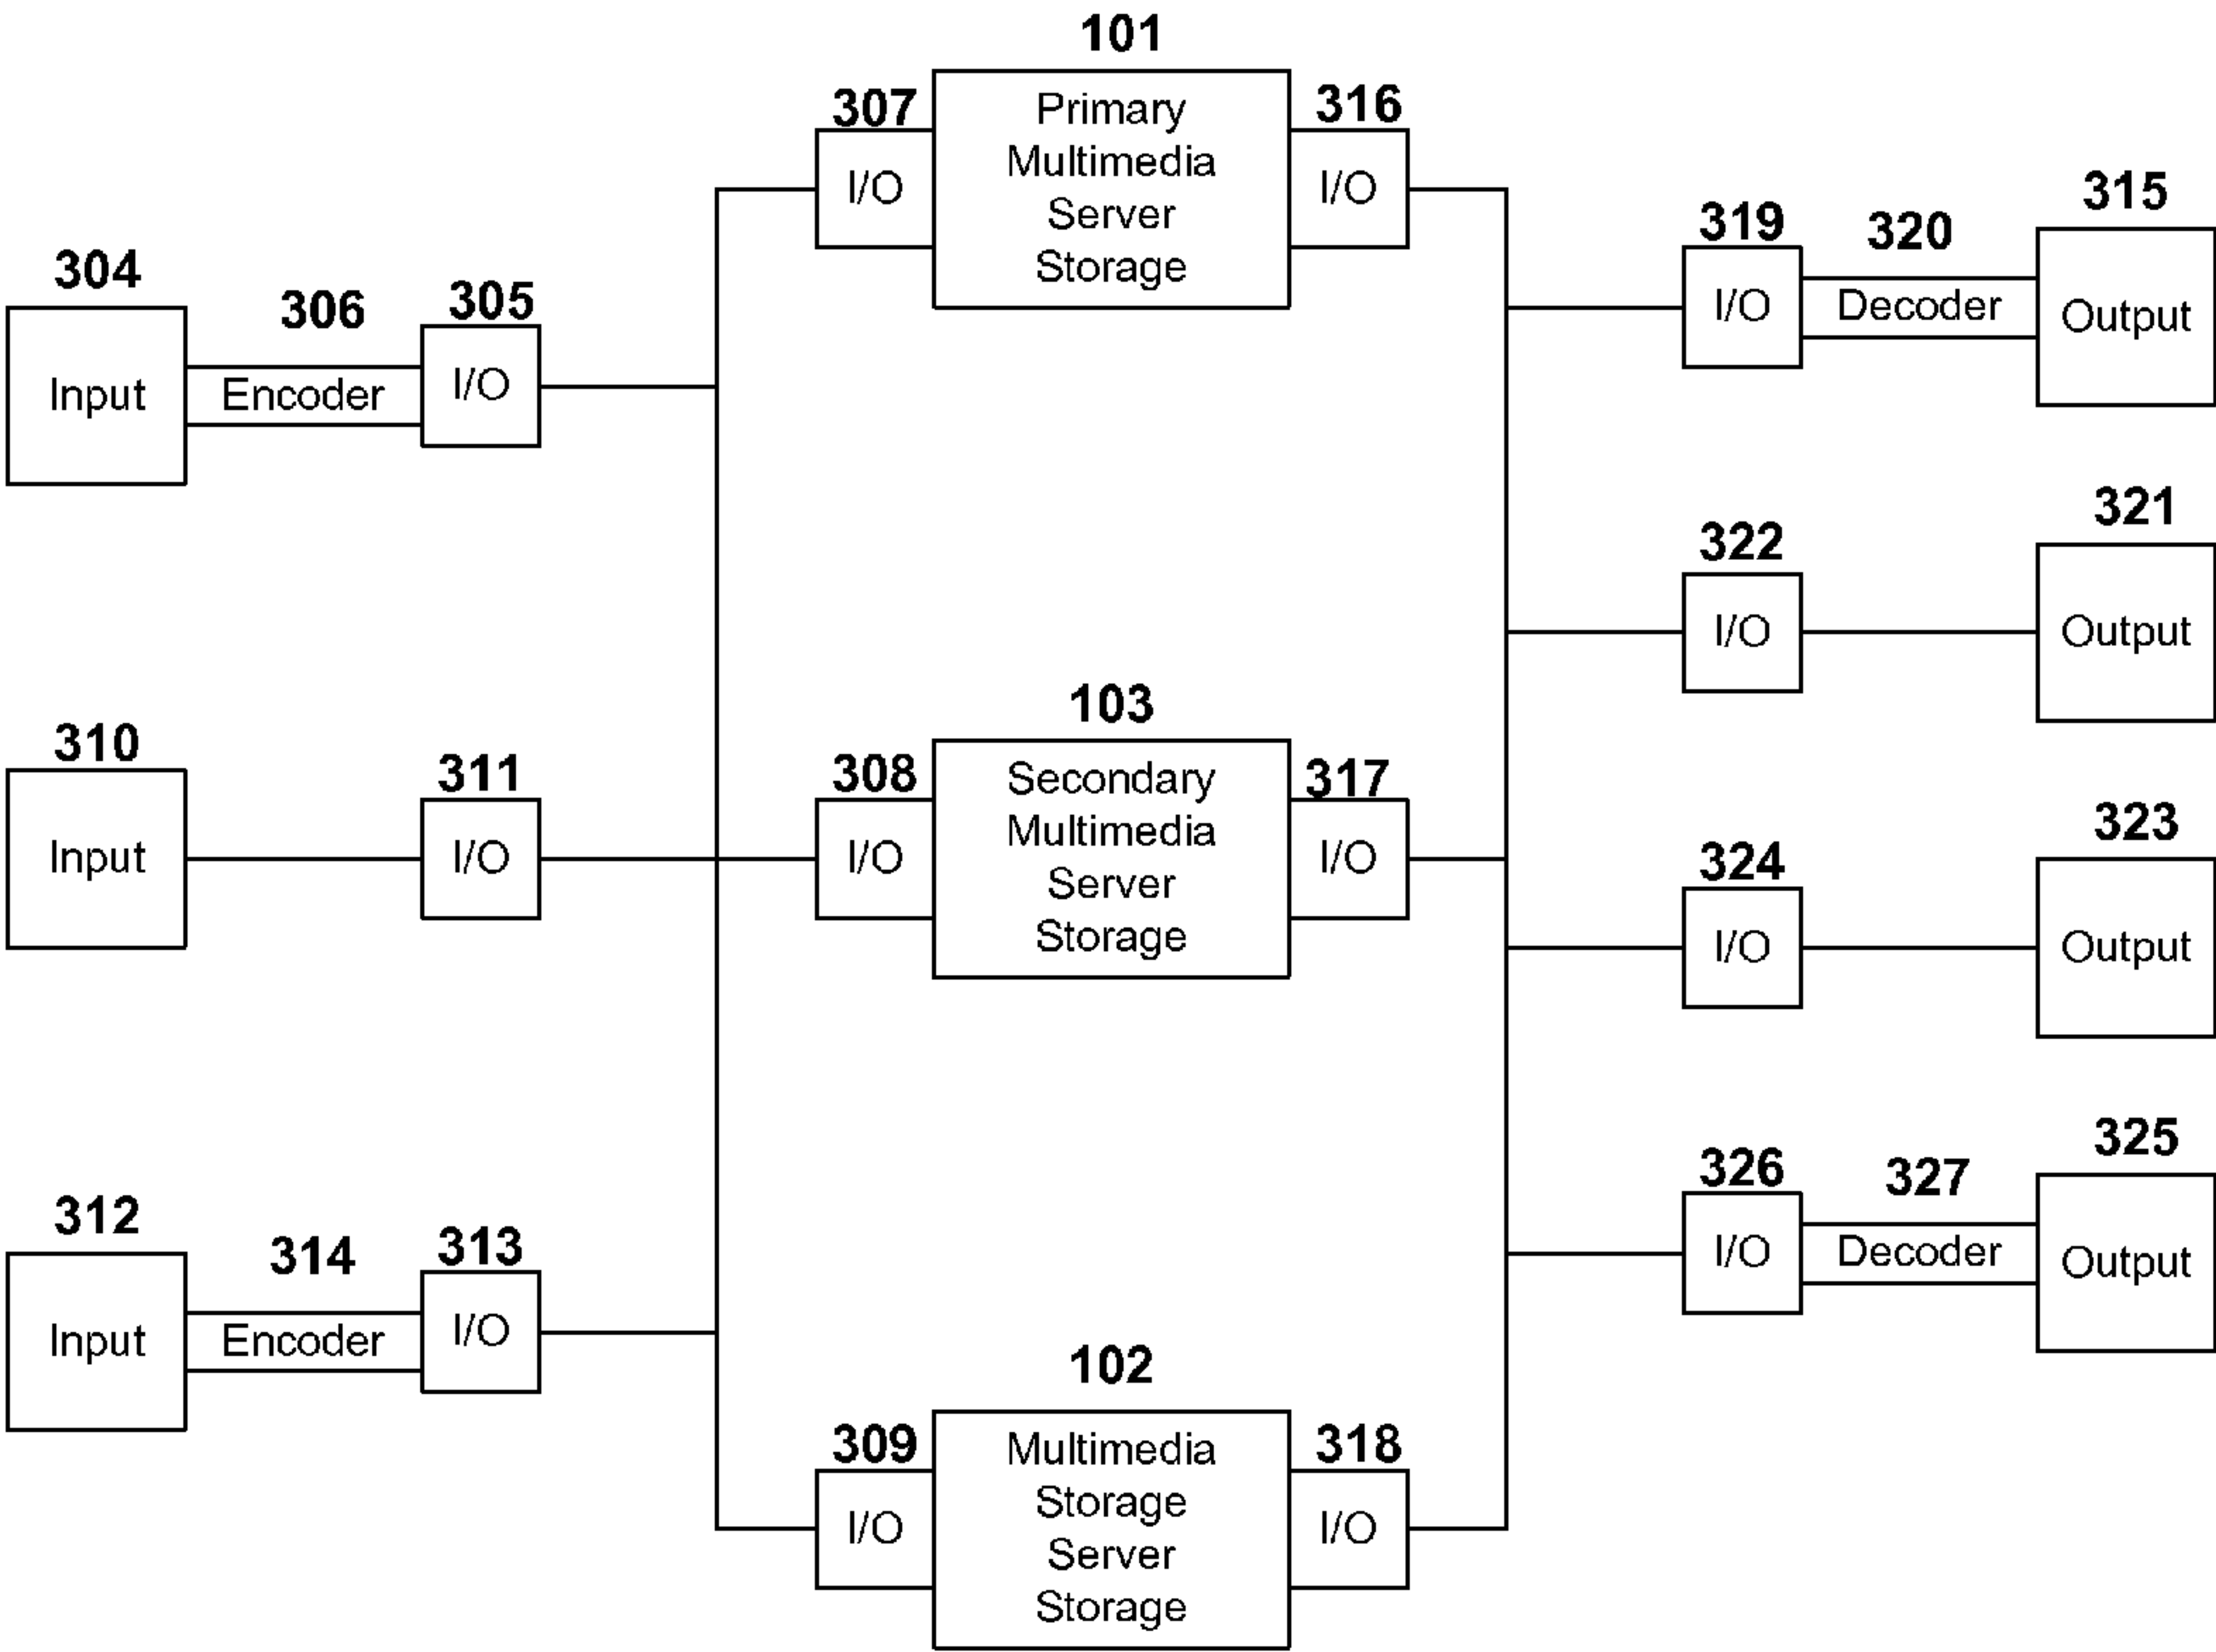 101
307
Primary
Multimedia
Server
Storage
316
I/O
I/O
304
306
305
Input
Encoder
I/O
319
320
315
I/O
Decoder
Output
322
321
I/O
Output
310
311
Input
I/O
103
308
Secondary
Multimedia
Server
Storage
317
I/O
I/O
324
323
I/O
Output
312
314
313
Input
Encoder
I/O
326
327
325
I/O
Decoder
Output
102
309
Multimedia
Storage
Server
Storage
318
I/O
I/O